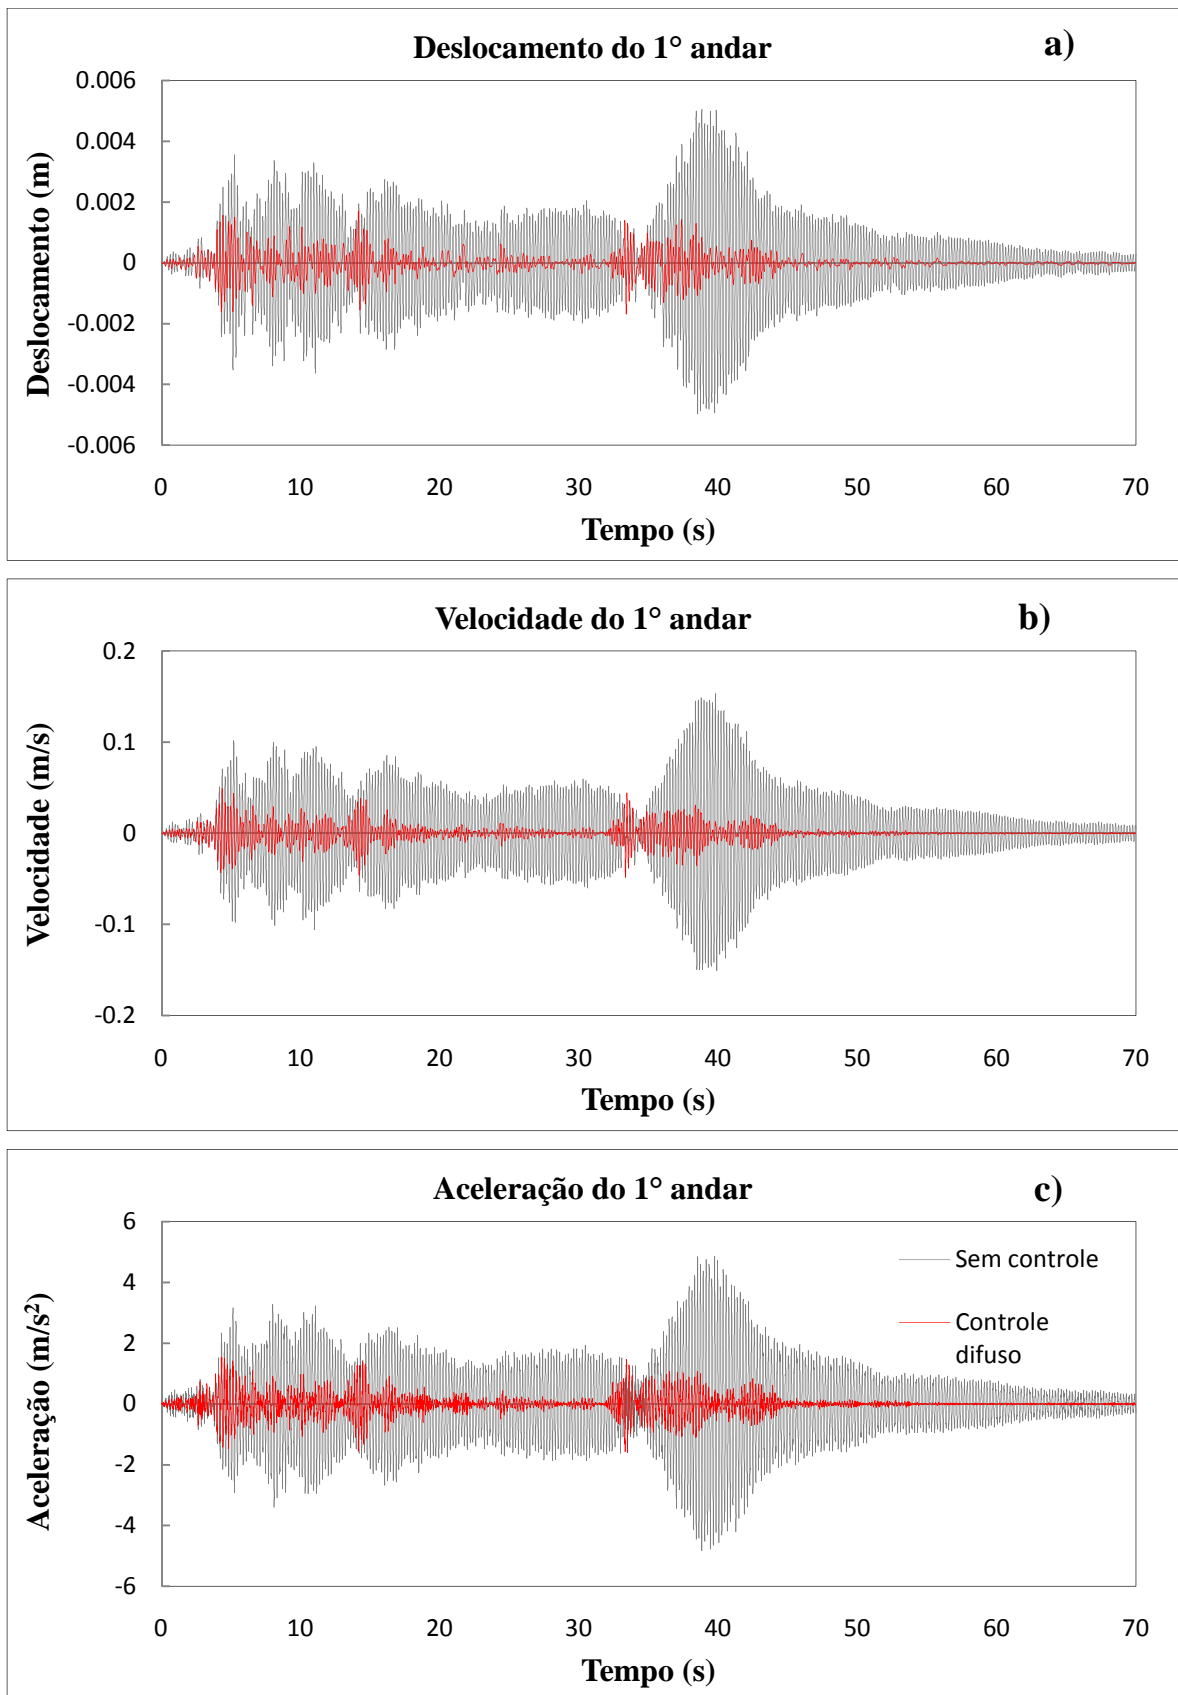 Deslocamento do 1° andar
a)
0.006
0.004
0.002
0
-0.002
-0.004
-0.006
Deslocamento (m)
0 10 20 30 40 50 60 70
Tempo (s)
Velocidade do 1° andar
b)
0.2
0.1
0
-0.1
-0.2
Velocidade (m/s)
0 10 20 30 40 50 60 70
Tempo (s)
Aceleração do 1° andar
c)
6
4
2
0
-2
-4
-6
Aceleração (m/s²)
Sem controle
Controle
difuso
0 10 20 30 40 50 60 70
Tempo (s)